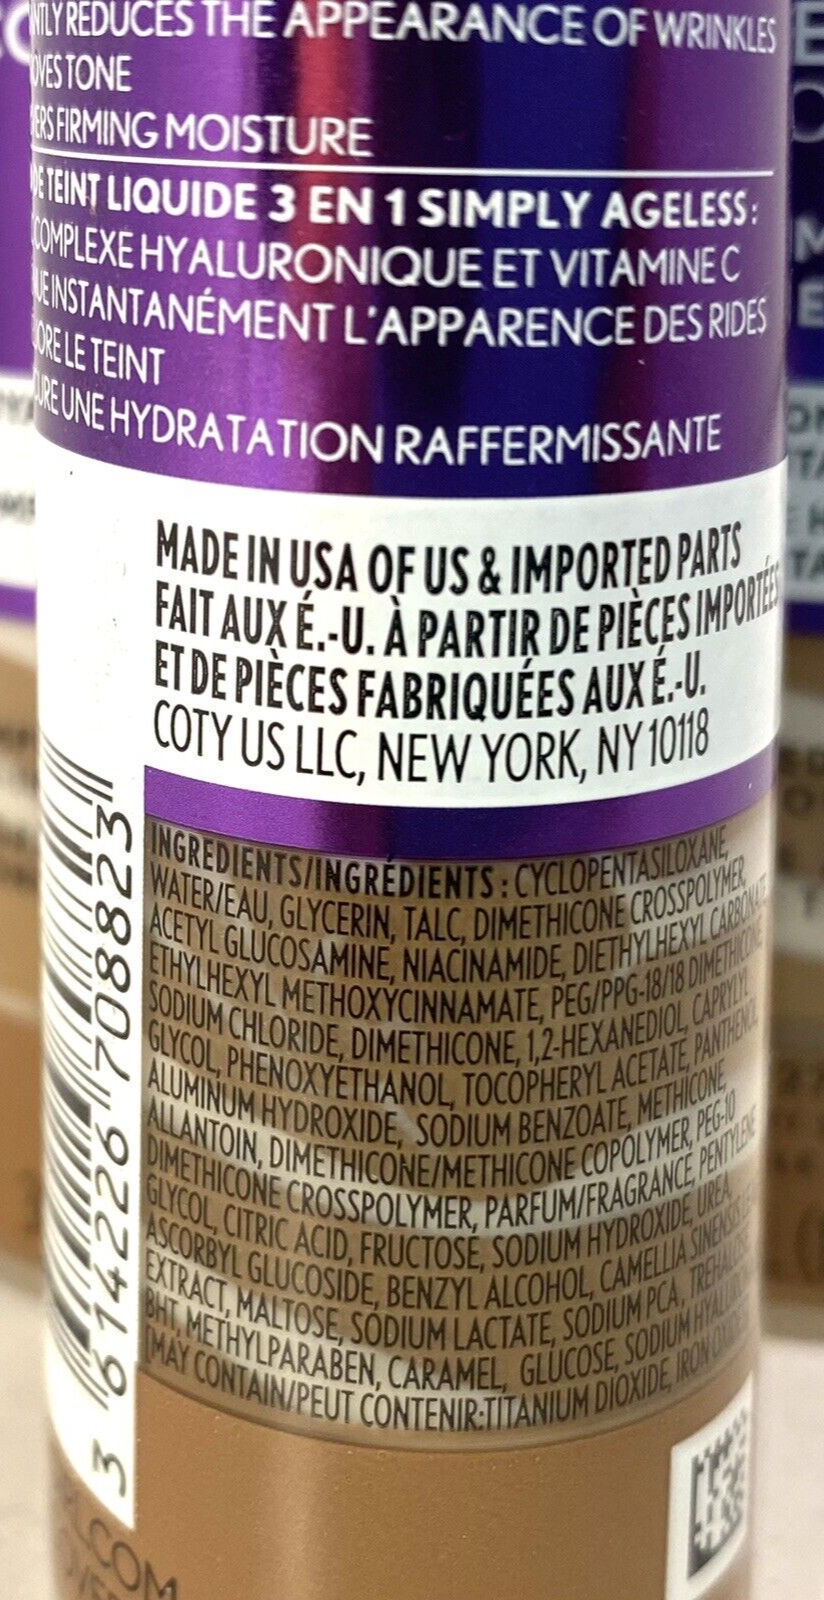 REDUCES THE APPEARANCE OF WRINKLES
TONE
FIRMING MOISTURE
TEINT LIQUIDE 3 EN 1 SIMPLY AGELESS:
COMPLEXE HYALURONIQUE ET VITAMINE C
INSTANTANÉMENT L'APPARENCE DES RIDES
LE TEINT
UNE HYDRATATION RAFFERMISSANTE
MADE IN USA OF US & IMPORTED PARTS
FAIT AUX É.-U. À PARTIR DE PIÈCES IMPORTÉES
ET DE PIÈCES FABRIQUÉES AUX É.-U.
COTY US LLC, NEW YORK, NY 10118
INGREDIENTS/INGRÉDIENTS: CYCLOPENTASILOXANE,
WATER/EAU, GLYCERIN, TALC, DIMETHICONE CROSSPOLYMER,
ACETYL GLUCOSAMINE, NIACINAMIDE, DIETHYLHEXYL CARBONATE,
ETHYLHEXYL METHOXYCINNAMATE, PEG/PPG-18/18 DIMETHICONE,
SODIUM CHLORIDE, DIMETHICONE, 1,2-HEXANEDIOL, CAPRYLYL
GLYCOL, PHENOXYETHANOL, TOCOPHERYL ACETATE, PANTHENOL,
ALUMINUM HYDROXIDE, SODIUM BENZOATE, METHICONE,
ALLANTOIN, DIMETHICONE/METHICONE COPOLYMER, PEG-10
DIMETHICONE CROSSPOLYMER, PARFUM/FRAGRANCE, PENTYLENE
GLYCOL, CITRIC ACID, FRUCTOSE, SODIUM HYDROXIDE, UREA,
ASCORBYL GLUCOSIDE, BENZYL ALCOHOL, CAMELLIA SINENSIS
EXTRACT, MALTOSE, SODIUM LACTATE, SODIUM PCA,
BHT, METHYLPARABEN, CARAMEL, GLUCOSE, SODIUM
[MAY CONTAIN/PEUT CONTENIR:TITANIUM DIOXIDE, IRON
3 614226 708823